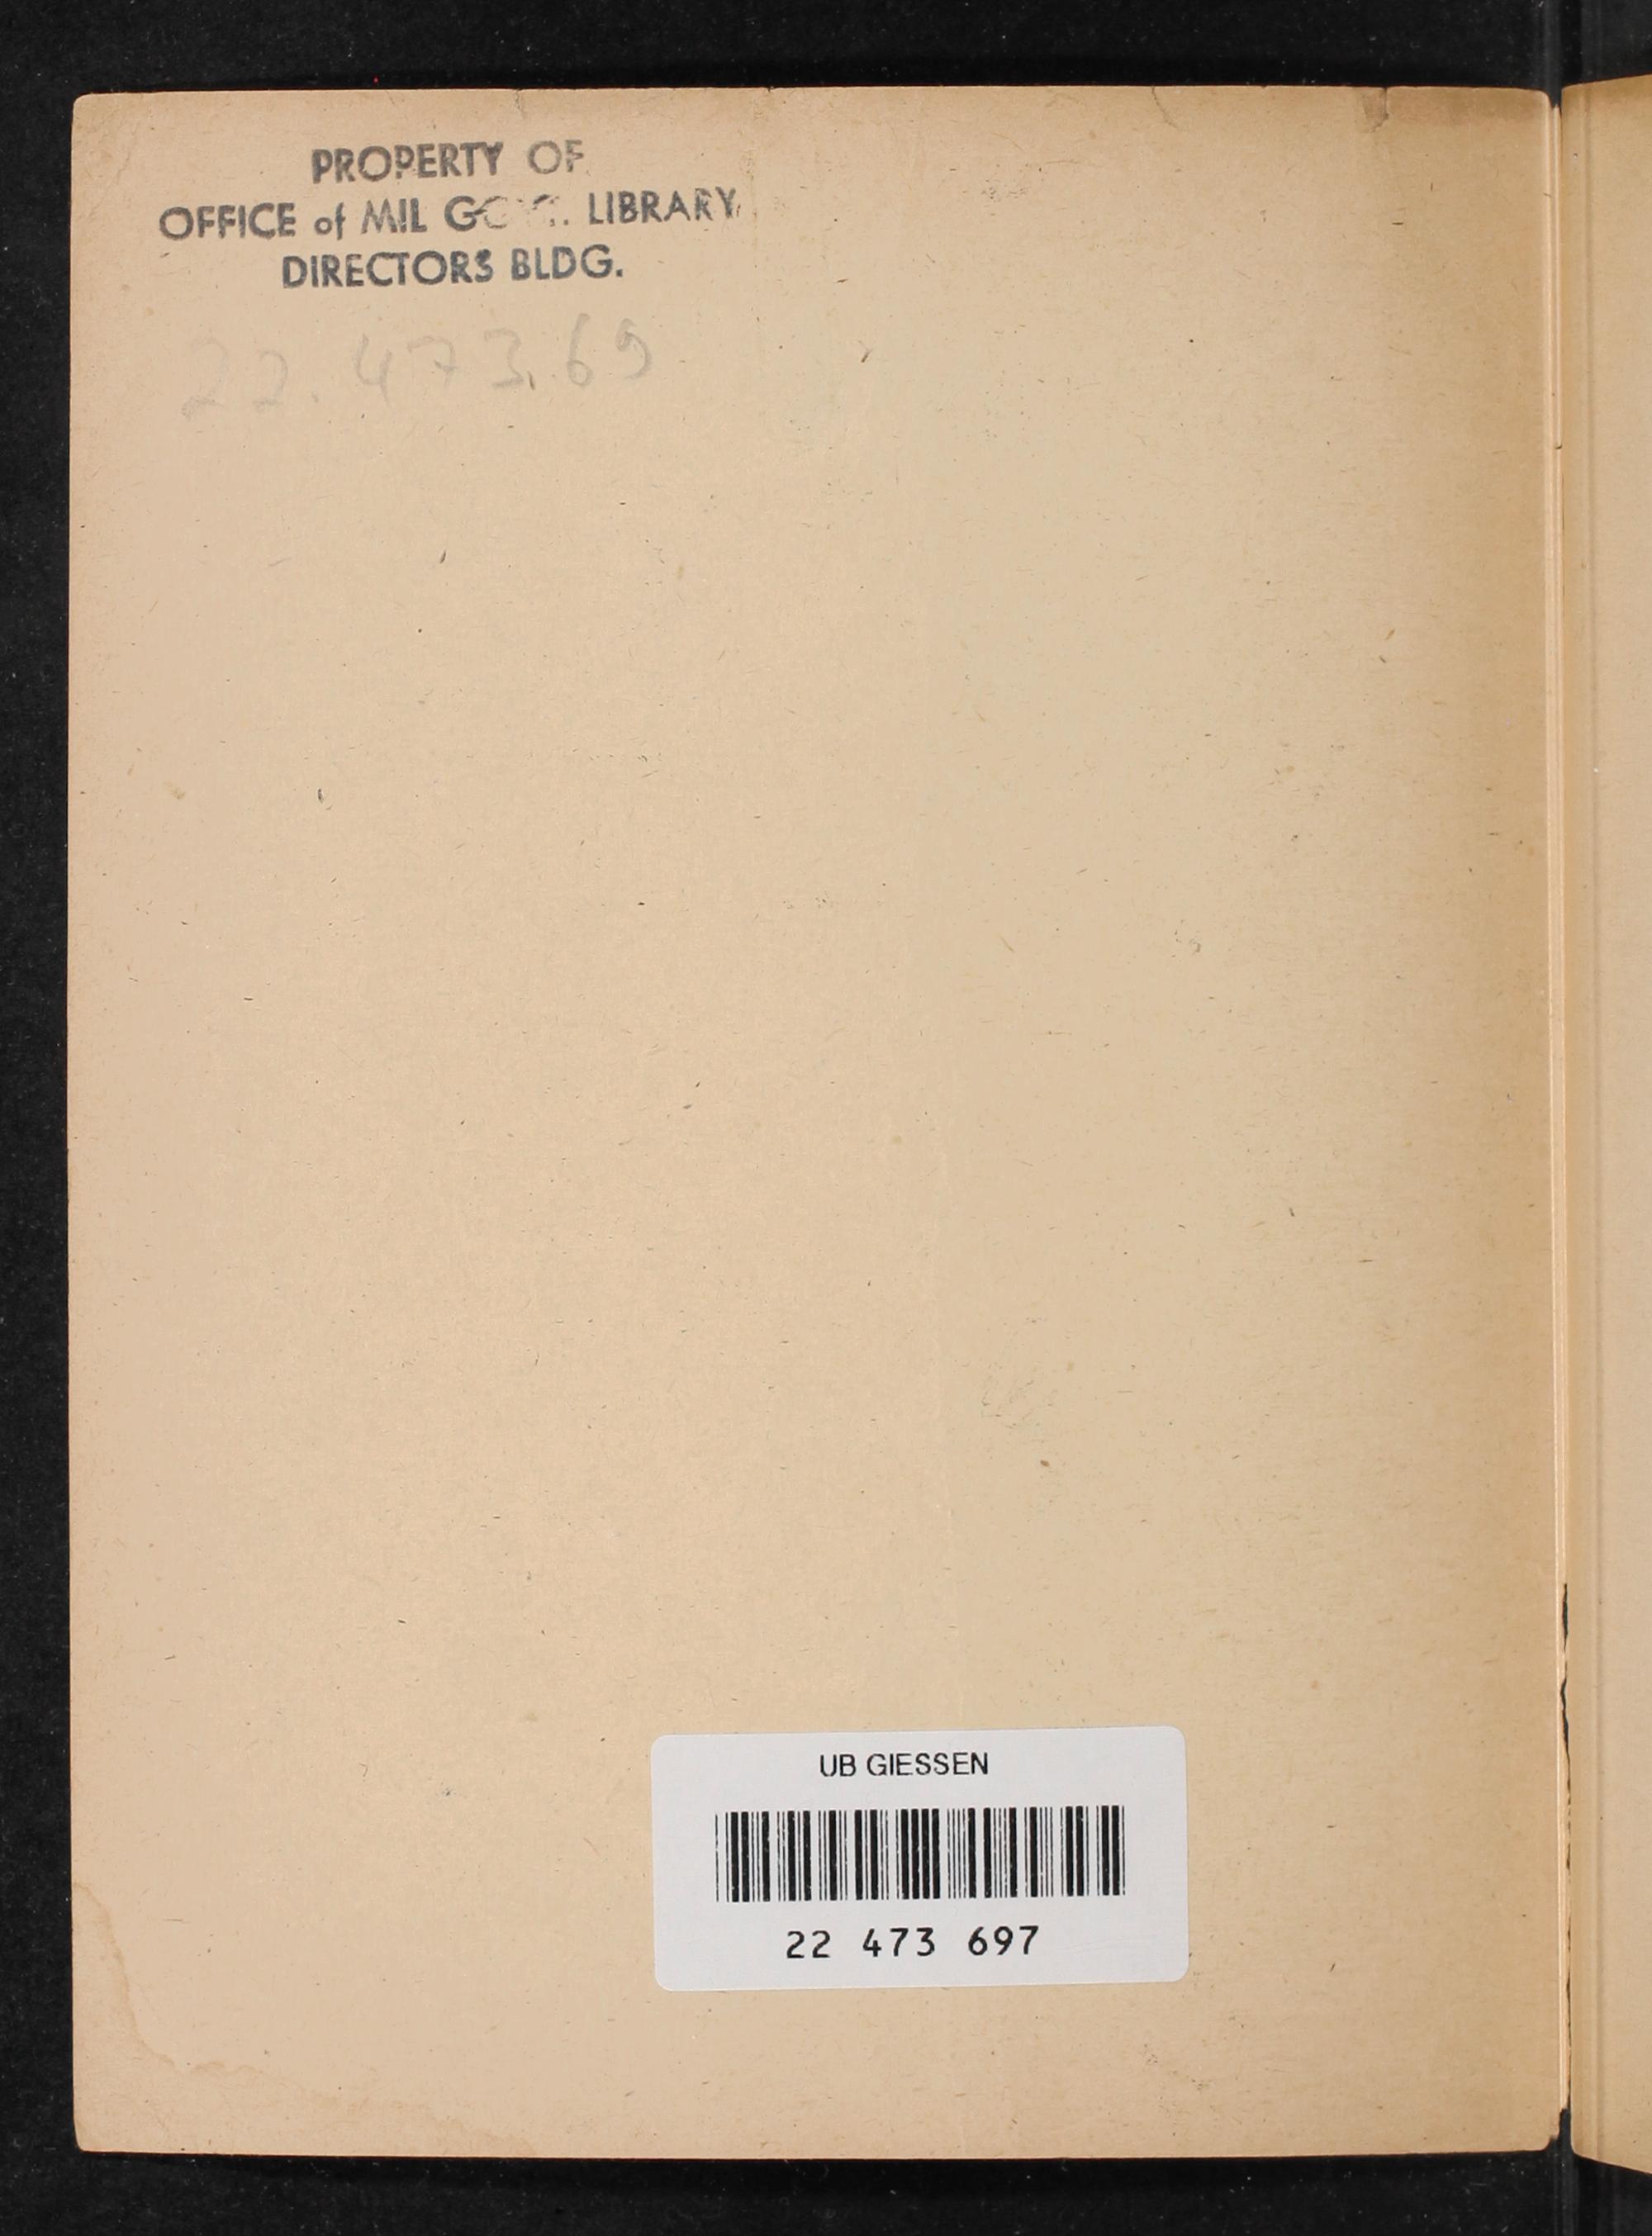 PROPERTY OF
OFFICE of MIL LIBRARY
DIRECTORS BLDG.
22.473.69
UB GIESSEN
22 473 697